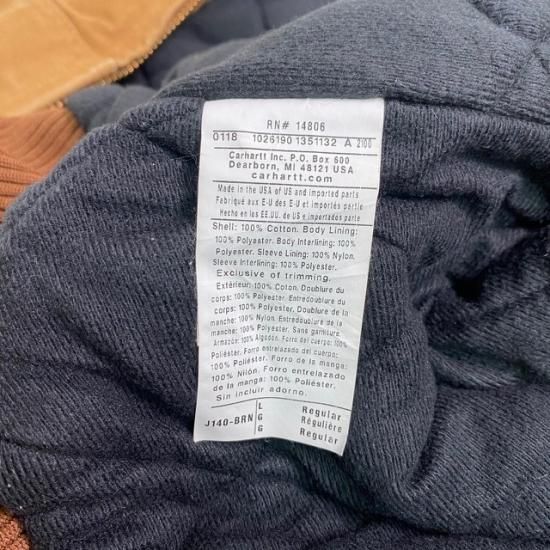 RN# 14806
0118 1026190 1351132 A 2100
Carhartt Inc. P.O. Box 600
Dearborn, MI 48121 USA
carhartt.com
Made in the USA of US and imported parts
Fabriqué aux E-U des E-U et d'importés parts
Hecho en los EE.UU. de US e importados parte
Shell: 100% Cotton. Body Lining:
100% Polyester. Body Interlining: 100%
Polyester. Sleeve Lining: 100% Nylon.
Sleeve Interlining: 100% Polyester.
Exclusive of trimming.
Extérieur: 100% Coton. Doublure du
corps: 100% Polyester. Entredoublure du
corps: 100% Polyester. Doublure de la
manche: 100% Nylon. Entredoublure de la
manche: 100% Polyester. Sans garniture.
Armazón: 100% Algodón. Forro del cuerpo: 100%
Poliéster. Forro entrelazado del cuerpo:
100% Poliéster. Forro de la manga:
100% Nilón. Forro entrelazado
de la manga: 100% Poliéster.
Sin incluir adorno.
J140-BRN L Regular
G Régulière
G Regular